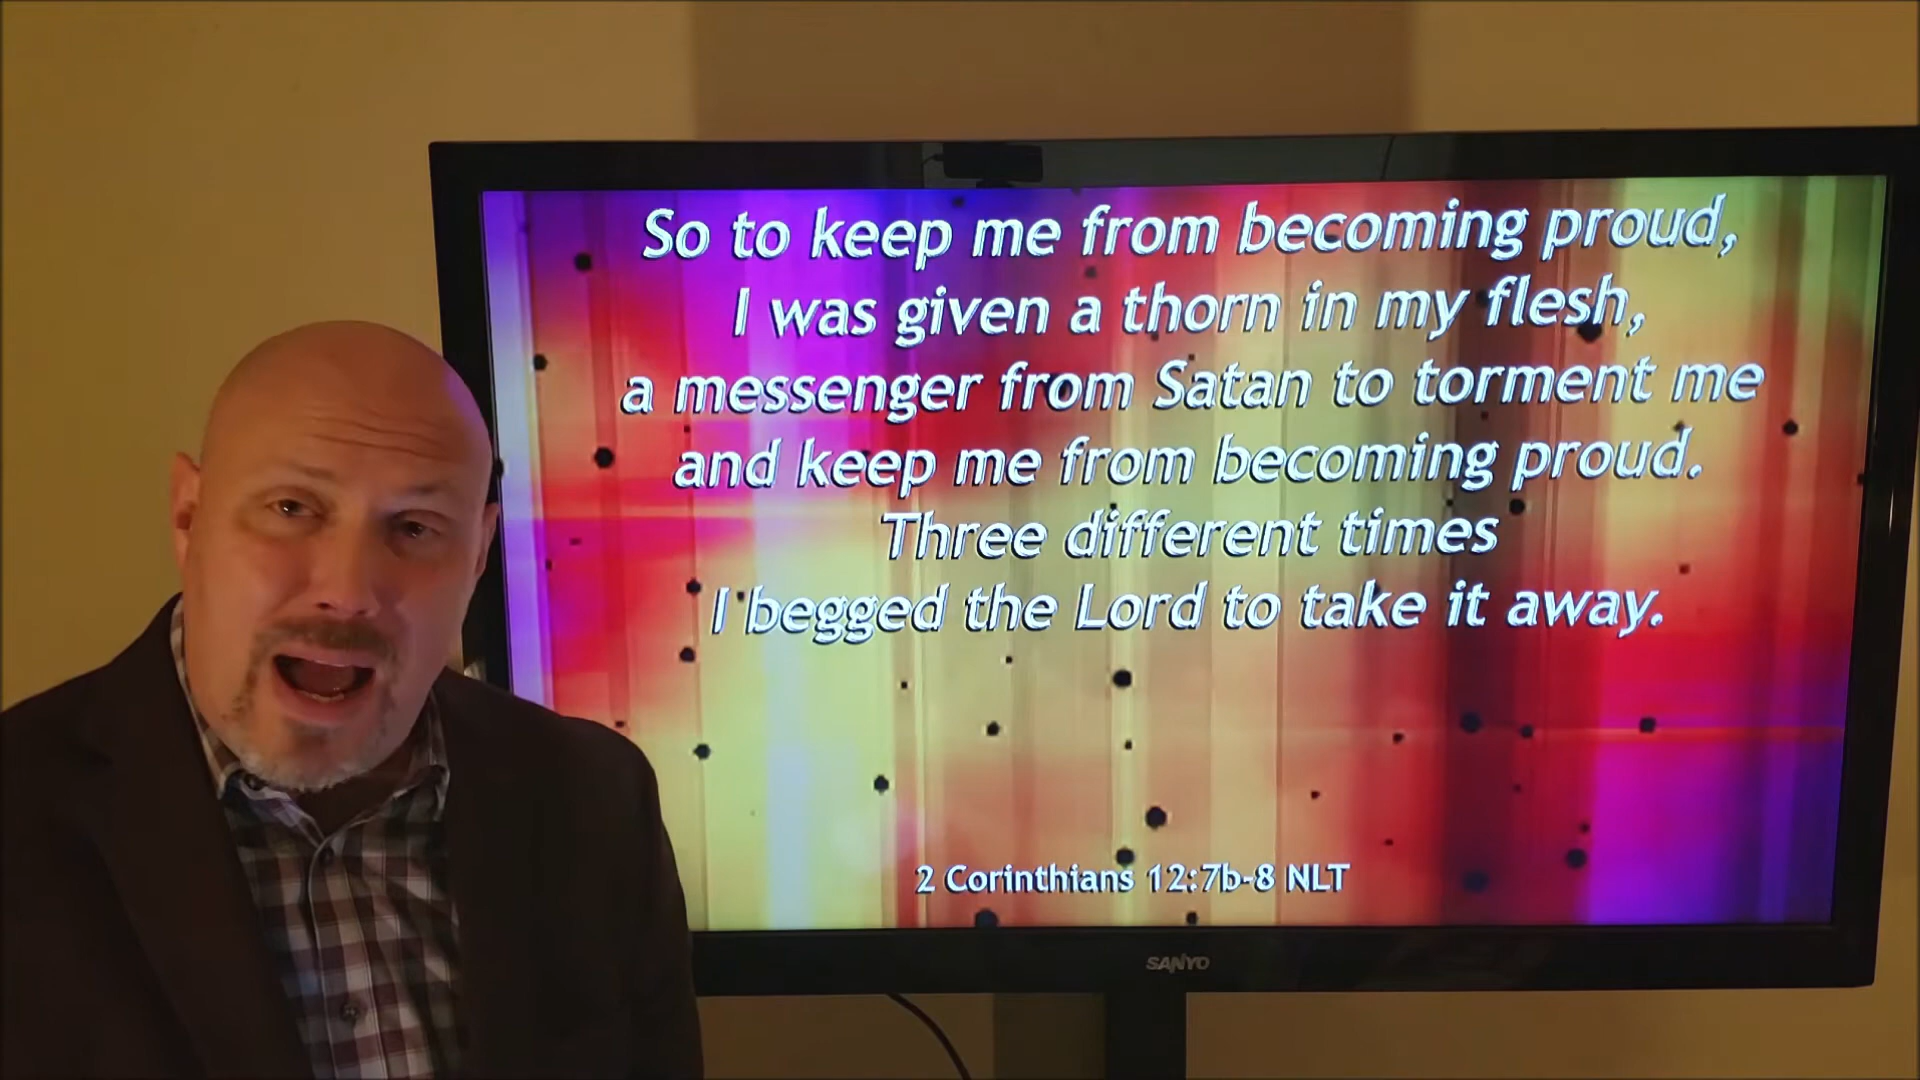 So to keep me from becoming proud,
I was given a thorn in my flesh,
a messenger from Satan to torment me
and keep me from becoming proud.
Three different times
I begged the Lord to take it away.
2 Corinthians 12:7b-8 NLT
SANYO